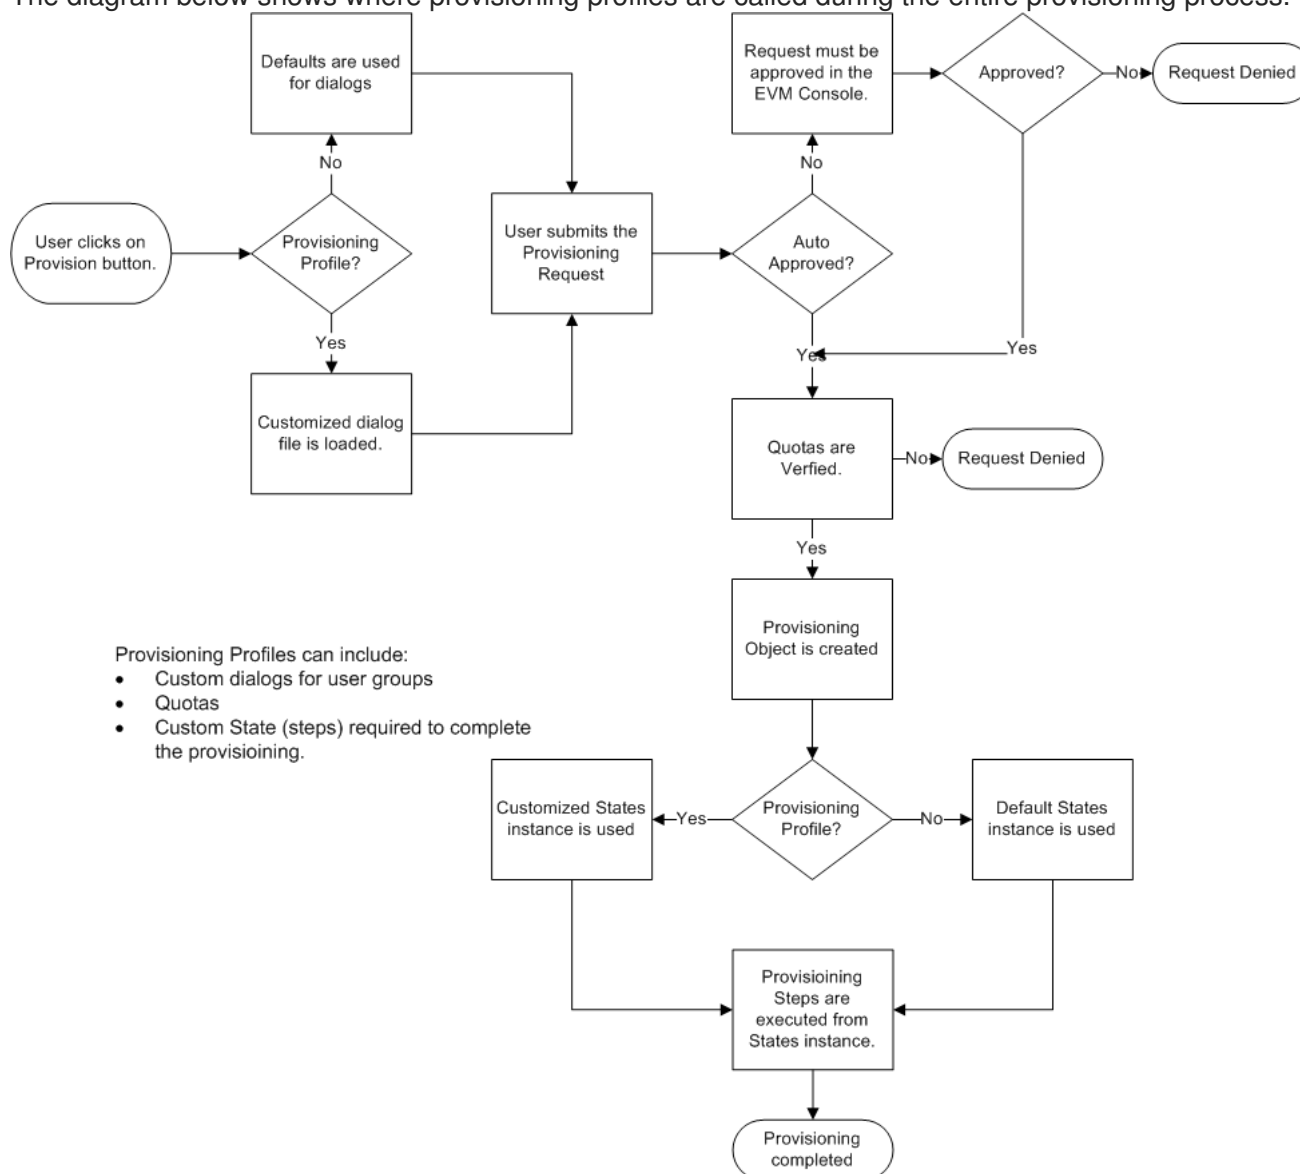 The diagram below shows where provisioning profiles are called during the entire provisioning process.
Defaults are used
for dialogs
Request must be
approved in the
EVM Console.
Approved?
No
Request Denied
No
No
User clicks on
Provision button.
Provisioning
Profile?
User submits the
Provisioning
Request
Auto
Approved?
Yes
Yes
Yes
Customized dialog
file is loaded.
Quotas are
Verfied.
No
Request Denied
Yes
Provisioning
Object is created
Provisioning Profiles can include:
• Custom dialogs for user groups
• Quotas
• Custom State (steps) required to complete
the provisioining.
Customized States
instance is used
Yes
Provisioning
Profile?
No
Default States
instance is used
Provisioining
Steps are
executed from
States instance.
Provisioning
completed